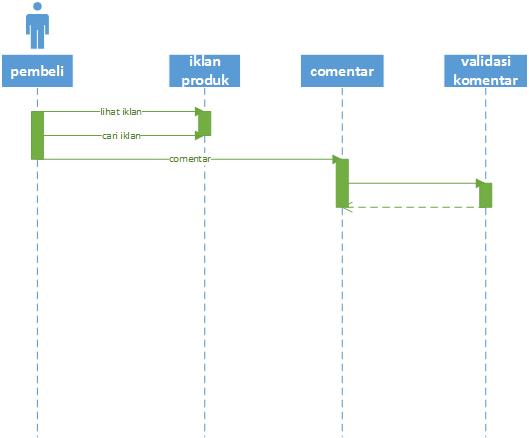 pembeli
iklan
produk
comentar
validasi
komentar
lihat iklan
cari iklan
comentar